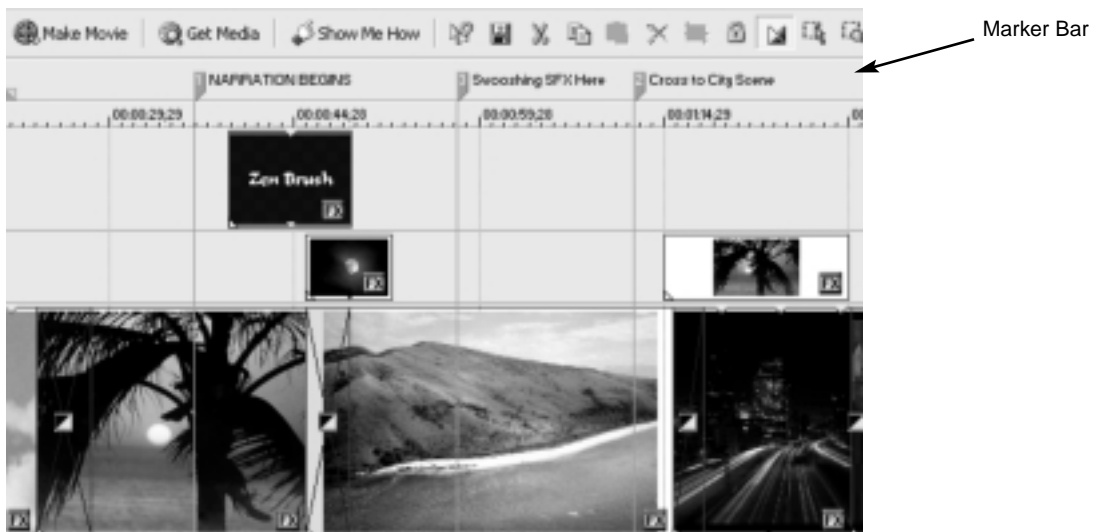 Make Movie Get Media Show Me How
Marker Bar
1 NARRATION BEGINS Swooshing SFX Here Cross to City Scene
00:00:29;29 00:00:44;28 00:00:59;28 00:01:14;29 00
Zen Brush
FX
FX
FX
FX
FX
FX